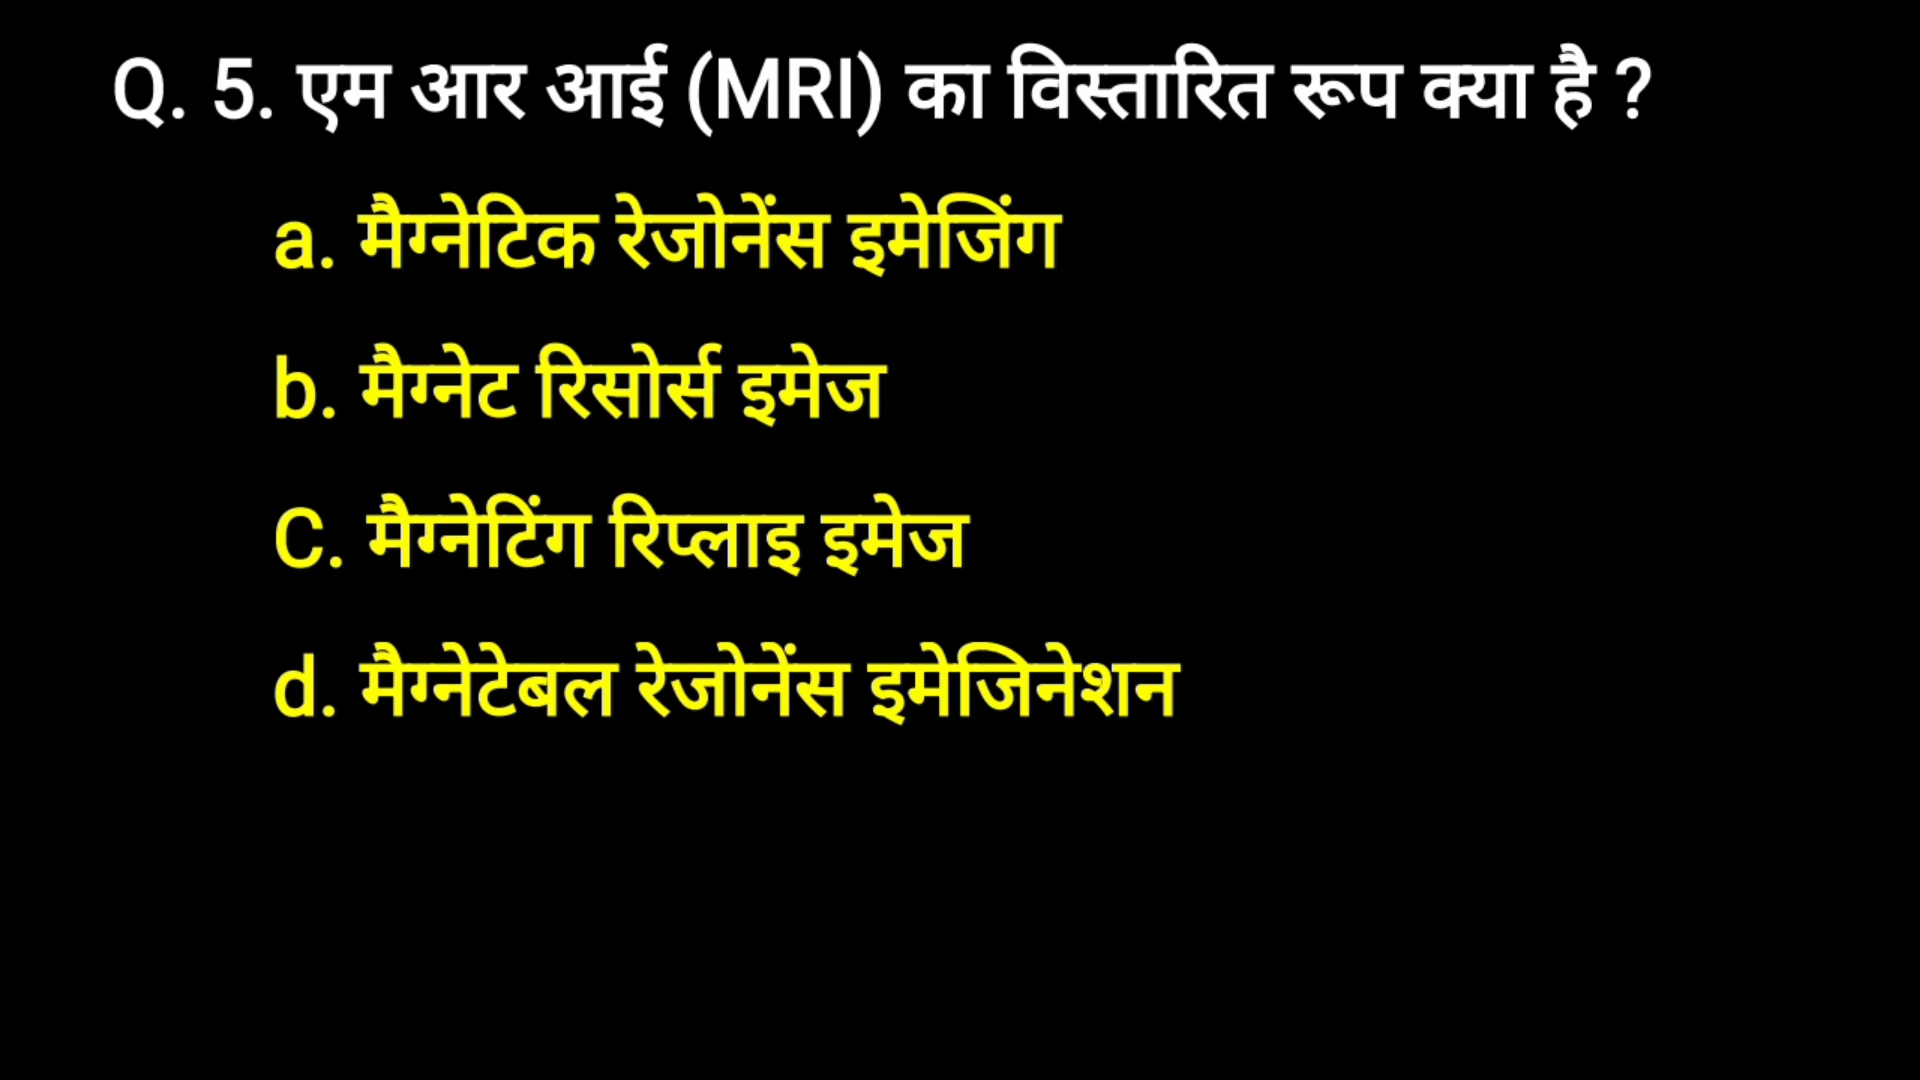 Q. 5. एम आर आई (MRI) का विस्तारित रूप क्या है ?
a. मैग्नेटिक रेजोनेंस इमेजिंग
b. मैग्नेट रिसोर्स इमेज
C. मैग्नेटिंग रिप्लाइ इमेज
d. मैग्नेटेबल रेजोनेंस इमेजिनेशन